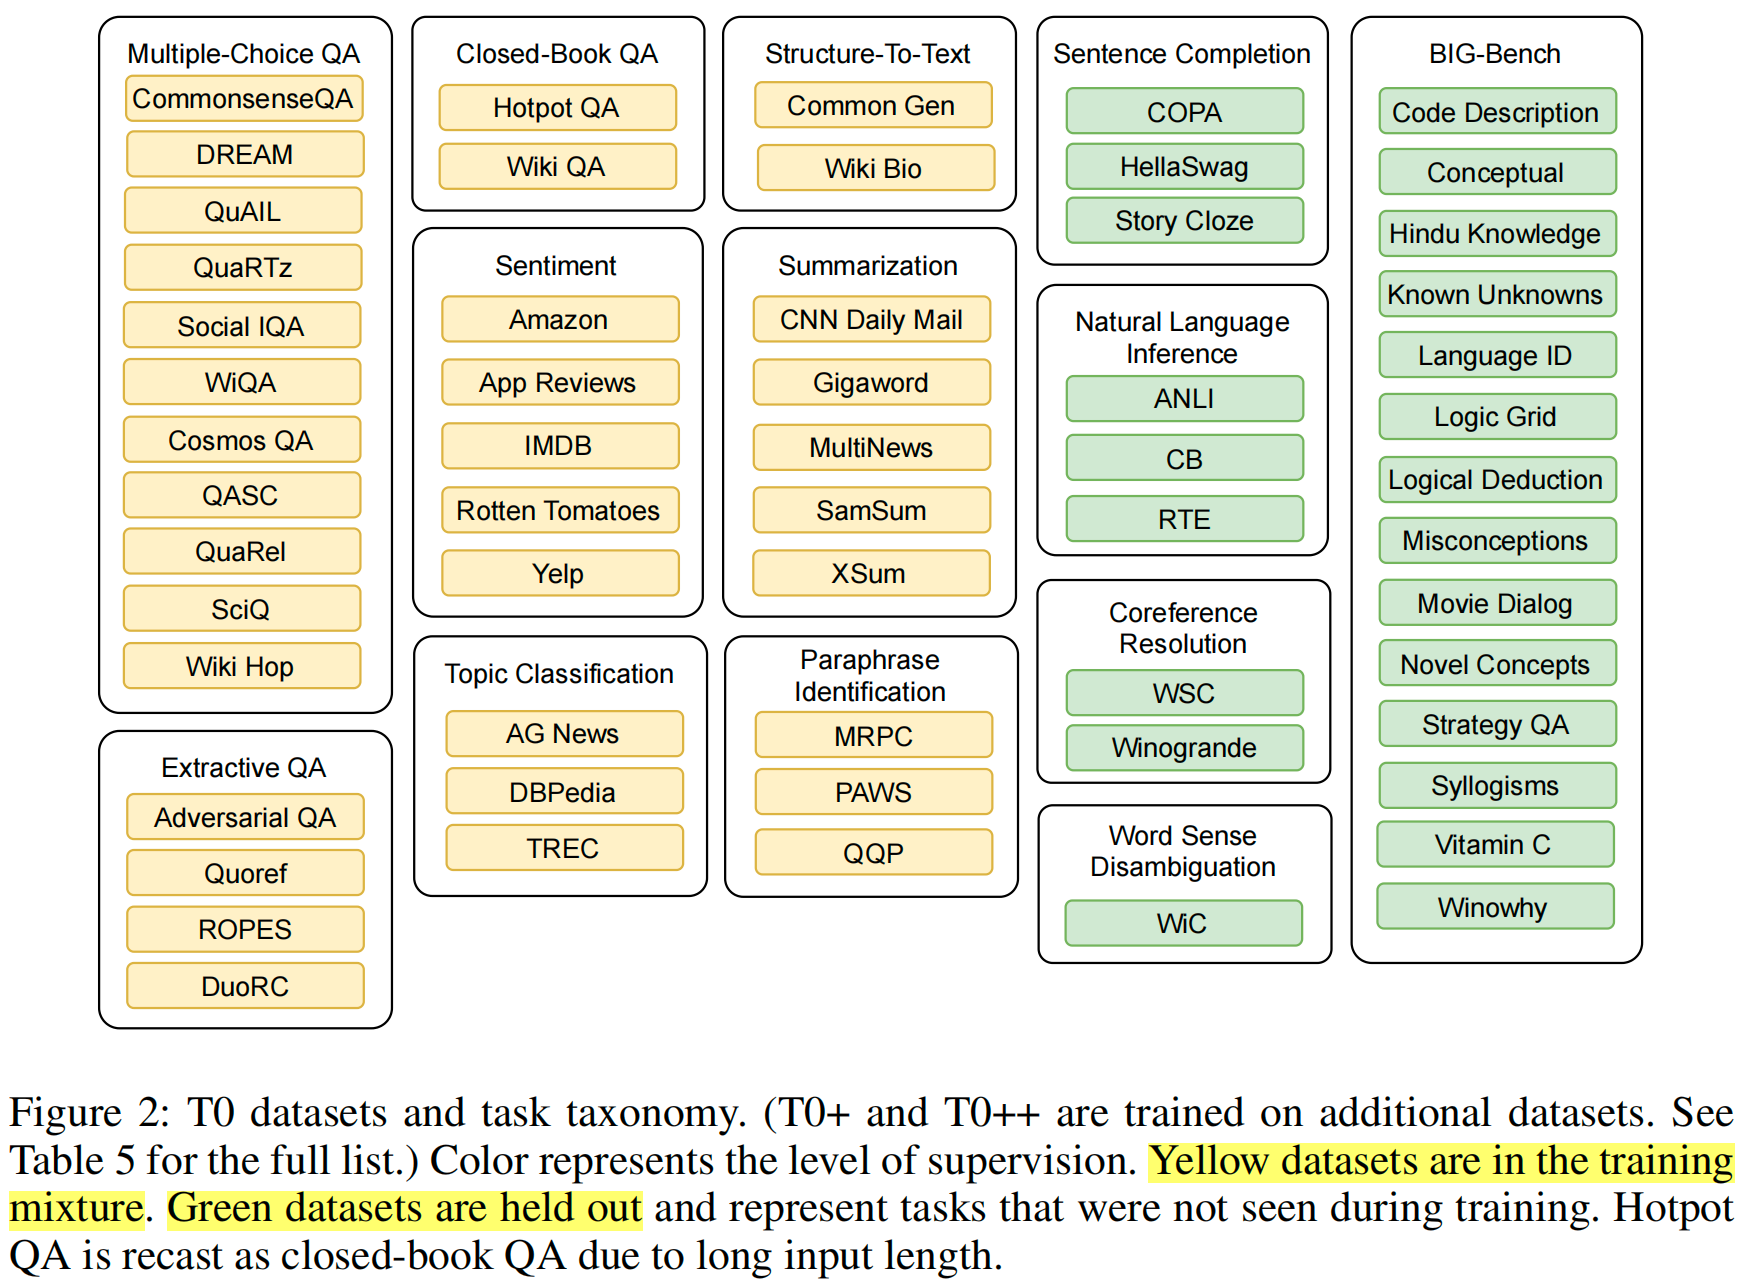 Multiple-Choice QA
CommonsenseQA
DREAM
QuAIL
QuaRTz
Social IQA
WiQA
Cosmos QA
QASC
QuaRel
SciQ
Wiki Hop
Extractive QA
Adversarial QA
Quoref
ROPES
DuoRC
Closed-Book QA
Hotpot QA
Wiki QA
Sentiment
Amazon
App Reviews
IMDB
Rotten Tomatoes
Yelp
Topic Classification
AG News
DBPedia
TREC
Structure-To-Text
Common Gen
Wiki Bio
Summarization
CNN Daily Mail
Gigaword
MultiNews
SamSum
XSum
Paraphrase
Identification
MRPC
PAWS
QQP
Sentence Completion
COPA
HellaSwag
Story Cloze
Natural Language
Inference
ANLI
CB
RTE
Coreference
Resolution
WSC
Winogrande
Word Sense
Disambiguation
WiC
BIG-Bench
Code Description
Conceptual
Hindu Knowledge
Known Unknowns
Language ID
Logic Grid
Logical Deduction
Misconceptions
Movie Dialog
Novel Concepts
Strategy QA
Syllogisms
Vitamin C
Winowhy
Figure 2: T0 datasets and task taxonomy. (T0+ and T0++ are trained on additional datasets. See
Table 5 for the full list.) Color represents the level of supervision. Yellow datasets are in the training
mixture. Green datasets are held out and represent tasks that were not seen during training. Hotpot
QA is recast as closed-book QA due to long input length.